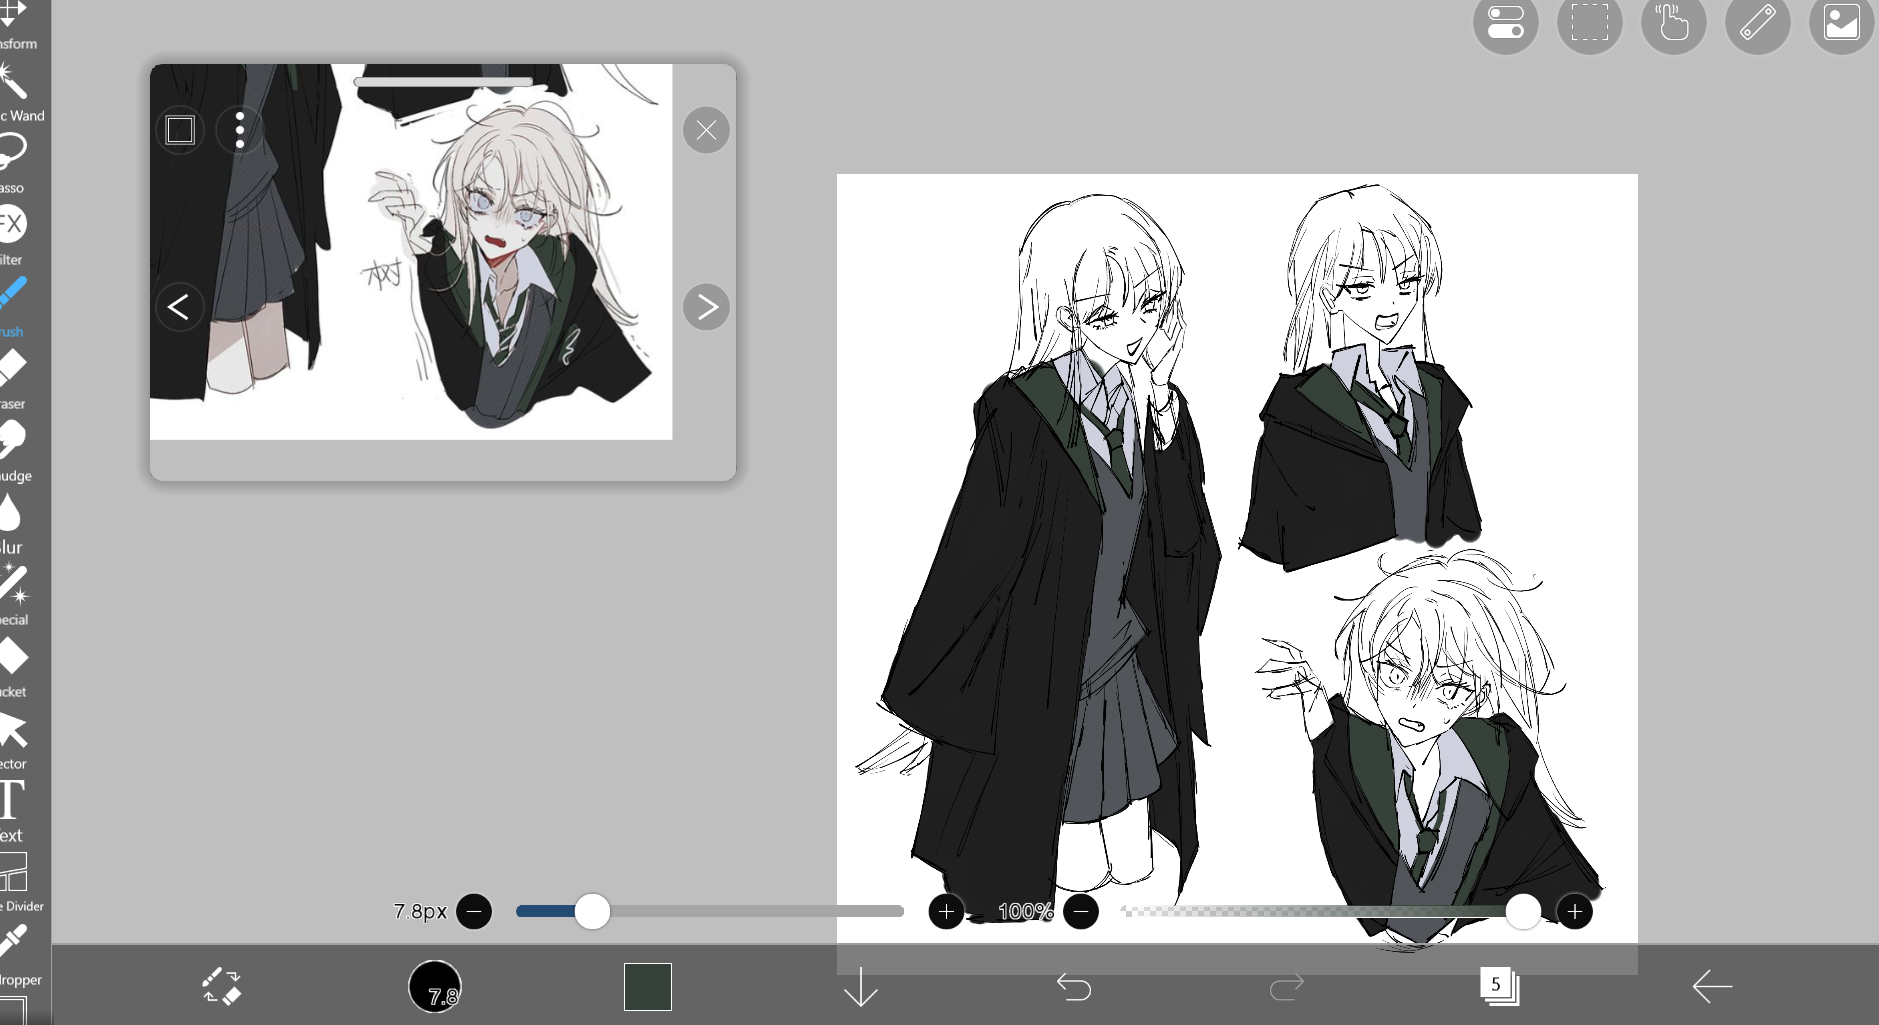 nsform
c Wand
asso
FX
ilter
rush
raser
udge
lur
pecial
ucket
ector
T
ext
e Divider
ropper
树
7.8px
100%
7.8
5